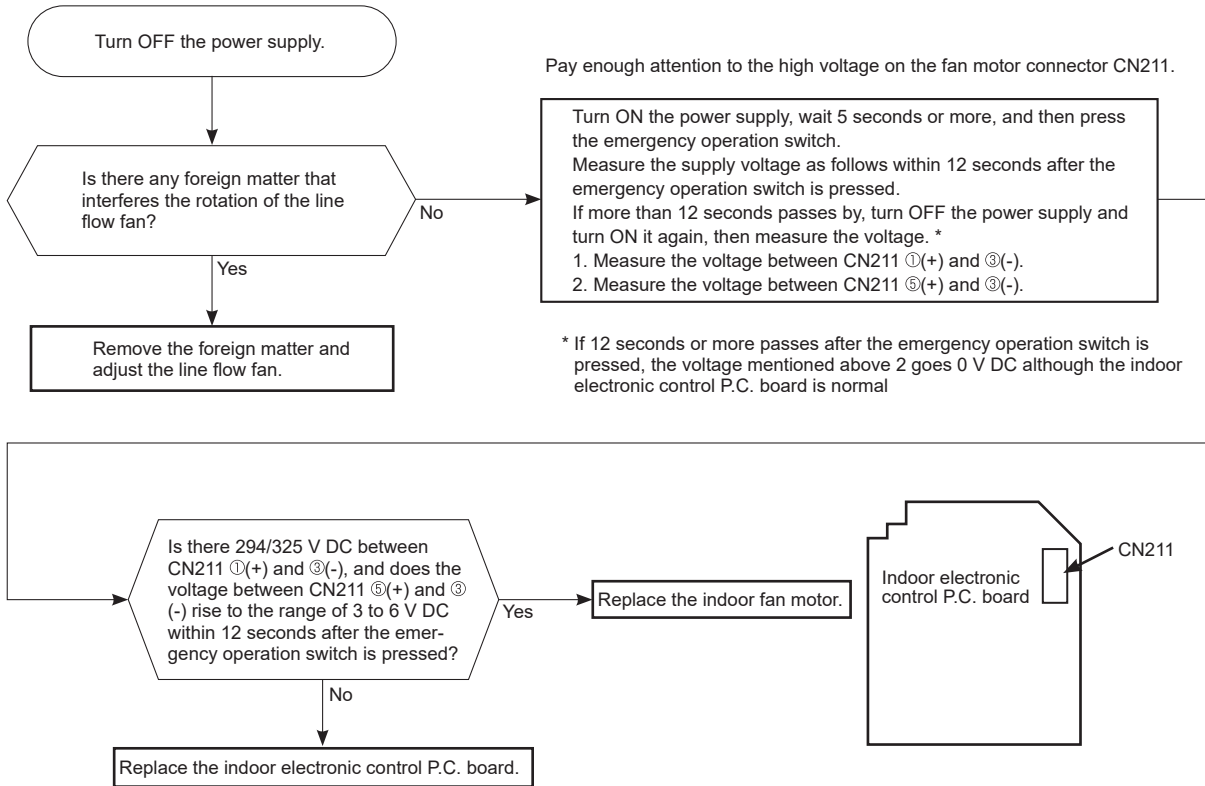 Turn OFF the power supply.
Is there any foreign matter that
interferes the rotation of the line
flow fan?
No
Yes
Remove the foreign matter and
adjust the line flow fan.
Pay enough attention to the high voltage on the fan motor connector CN211.
Turn ON the power supply, wait 5 seconds or more, and then press
the emergency operation switch.
Measure the supply voltage as follows within 12 seconds after the
emergency operation switch is pressed.
If more than 12 seconds passes by, turn OFF the power supply and
turn ON it again, then measure the voltage. *
1. Measure the voltage between CN211 ①(+) and ③(-).
2. Measure the voltage between CN211 ⑤(+) and ③(-).
* If 12 seconds or more passes after the emergency operation switch is
pressed, the voltage mentioned above 2 goes 0 V DC although the indoor
electronic control P.C. board is normal
Is there 294/325 V DC between
CN211 ①(+) and ③(-), and does the
voltage between CN211 ⑤(+) and ③
(-) rise to the range of 3 to 6 V DC
within 12 seconds after the emer-
gency operation switch is pressed?
Yes
Replace the indoor fan motor.
No
Replace the indoor electronic control P.C. board.
Indoor electronic
control P.C. board
CN211